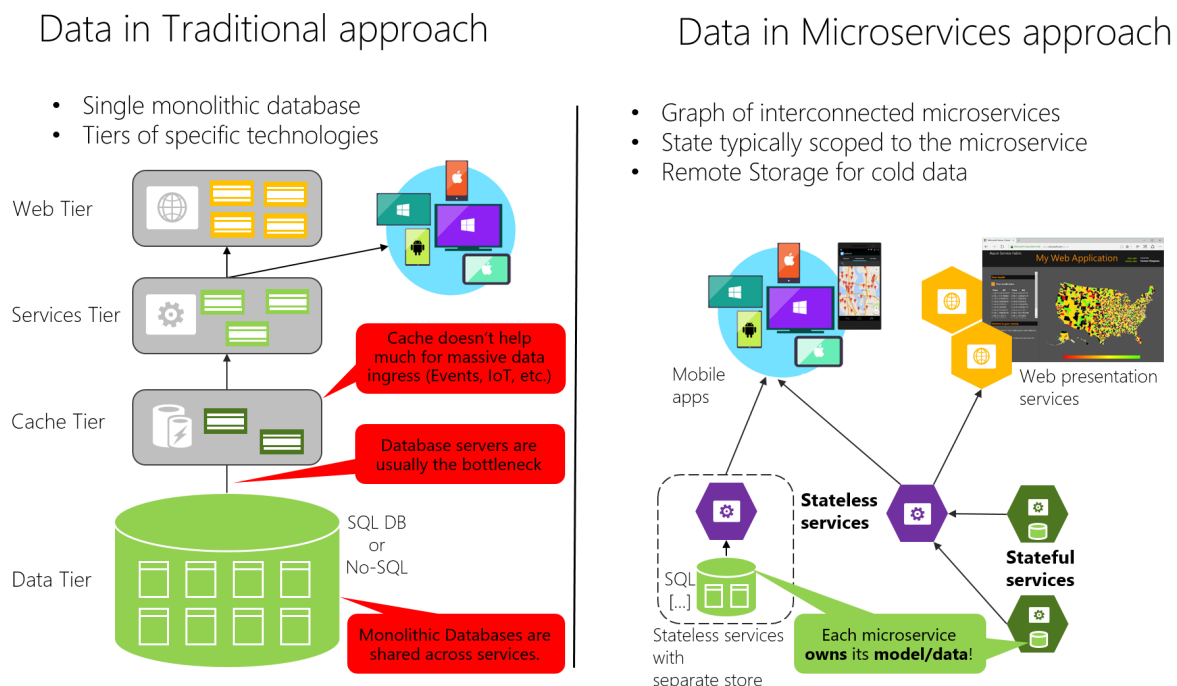 Data in Traditional approach
• Single monolithic database
• Tiers of specific technologies
Web Tier
Services Tier
Cache doesn't help
much for massive data
ingress (Events, IoT, etc.)
Cache Tier
Database servers are
usually the bottleneck
SQL DB
or
No-SQL
Data Tier
Monolithic Databases are
shared across services.
Data in Microservices approach
• Graph of interconnected microservices
• State typically scoped to the microservice
• Remote Storage for cold data
My Web Application
Mobile
apps
Web presentation
services
Stateless
services
Stateful
services
SQL
[...]
Stateless services
with
separate store
Each microservice
owns its model/data!